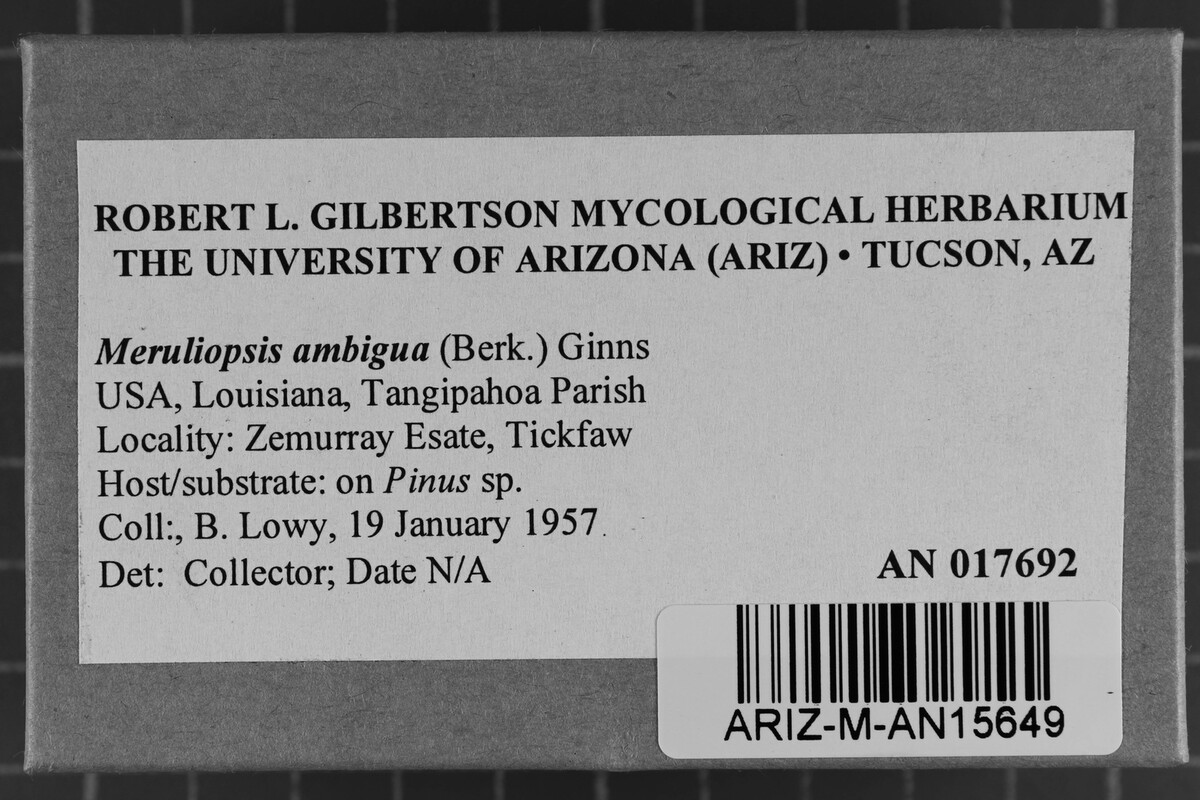 ROBERT L. GILBERTSON MYCOLOGICAL HERBARIUM
THE UNIVERSITY OF ARIZONA (ARIZ) • TUCSON, AZ
Meruliopsis ambigua (Berk.) Ginns
USA, Louisiana, Tangipahoa Parish
Locality: Zemurray Esate, Tickfaw
Host/substrate: on Pinus sp.
Coll:, B. Lowy, 19 January 1957.
Det: Collector; Date N/A
AN 017692
ARIZ-M-AN15649